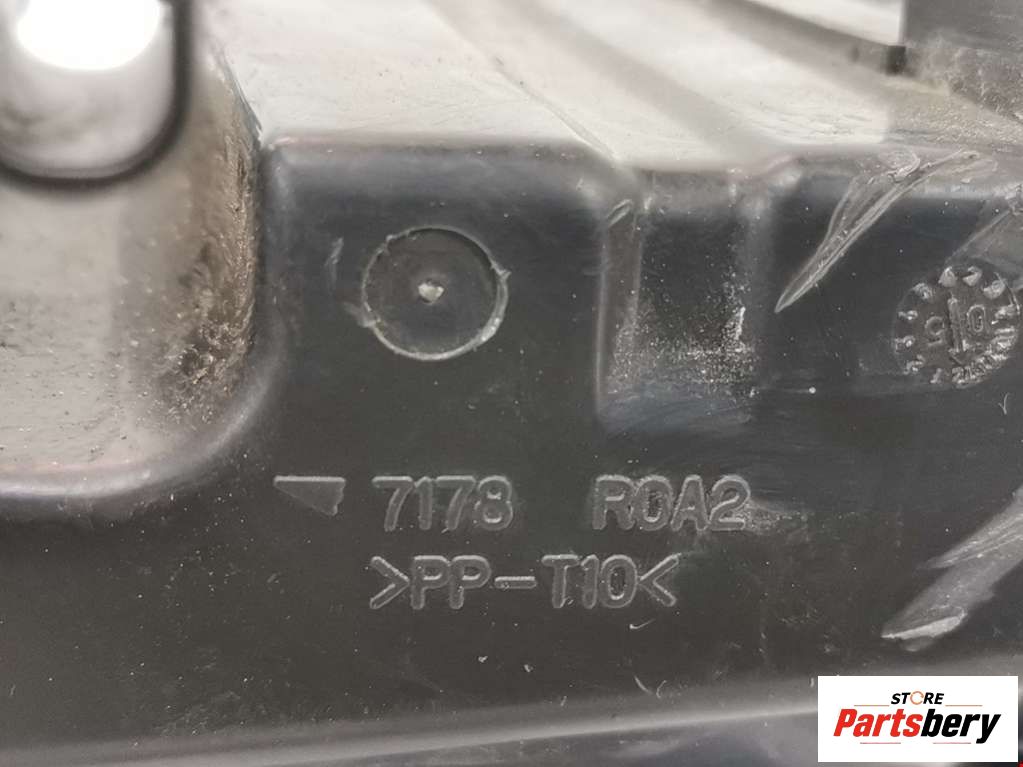 7178 R0A2
>PP-T10<
STORE
Partsbery